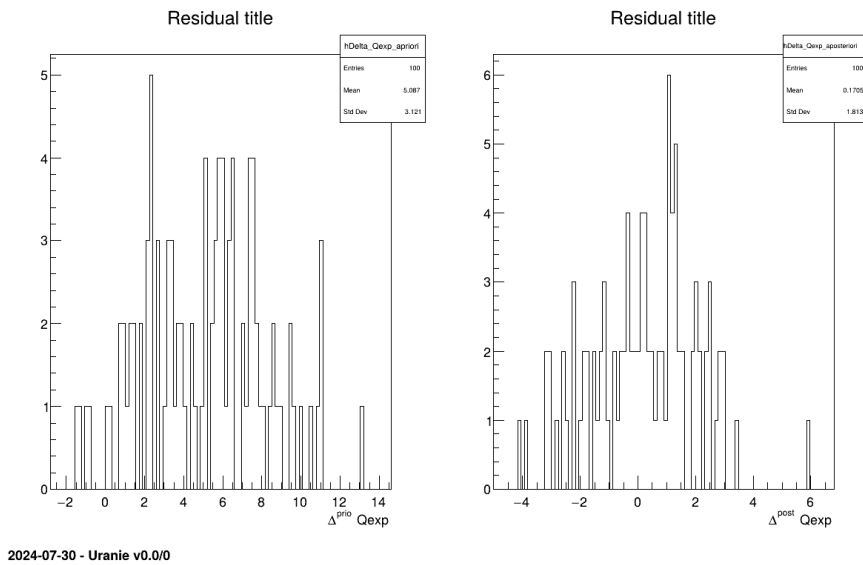 Residual title
hDelta_Qexp_apriori
Entries 100
Mean 5.087
Std Dev 3.121
5
4
3
2
1
0
−2 0 2 4 6 8 10 12 14
Δprio Qexp
Residual title
hDelta_Qexp_aposteriori
Entries 100
Mean 0.1705
Std Dev 1.813
6
5
4
3
2
1
0
−4 −2 0 2 4 6
Δpost Qexp
2024-07-30 - Uranie v0.0/0